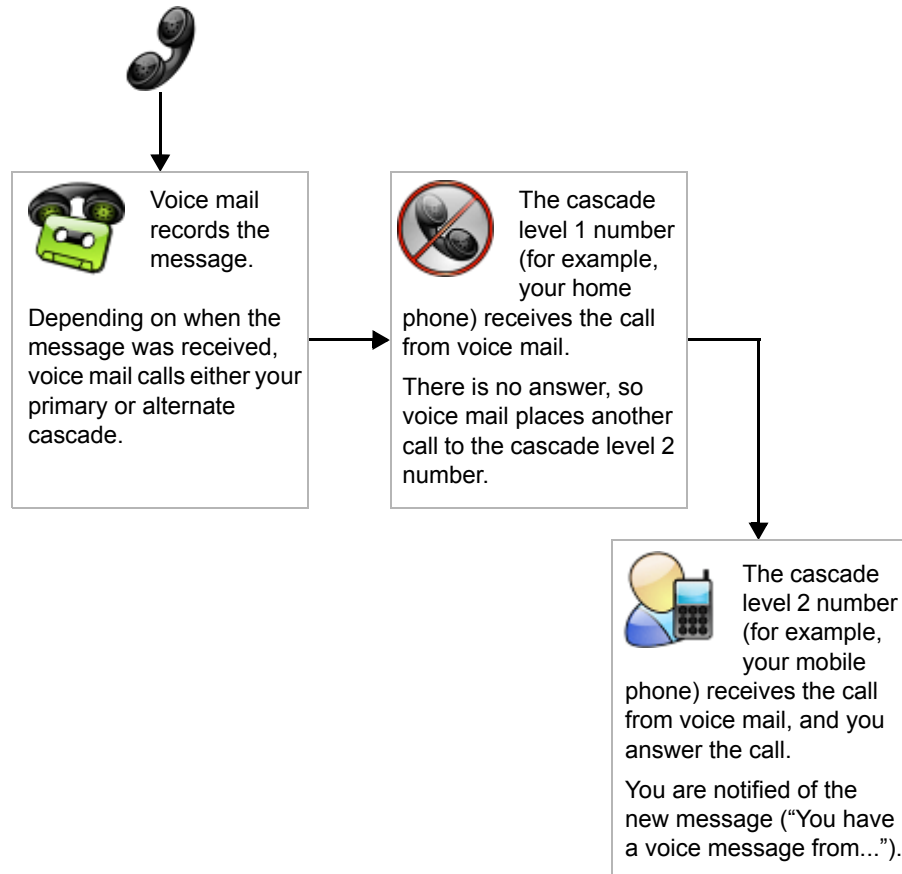 Voice mail
records the
message.
Depending on when the
message was received,
voice mail calls either your
primary or alternate
cascade.
The cascade
level 1 number
(for example,
your home
phone) receives the call
from voice mail.
There is no answer, so
voice mail places another
call to the cascade level 2
number.
The cascade
level 2 number
(for example,
your mobile
phone) receives the call
from voice mail, and you
answer the call.
You are notified of the
new message (“You have
a voice message from...”).